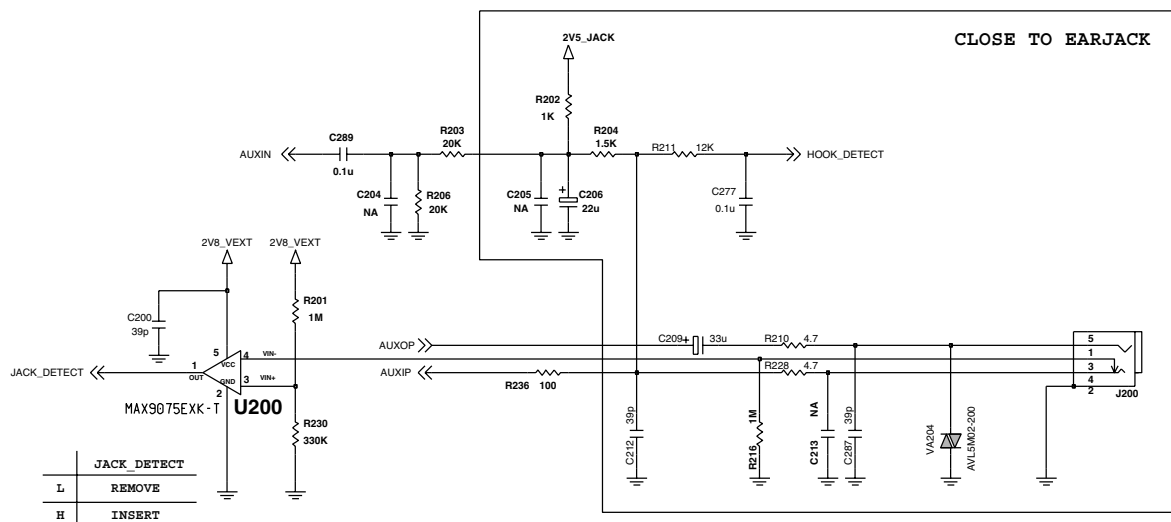 CLOSE TO EARJACK
2V5_JACK
R202
1K
C289
0.1u
R203
20K
R204
1.5K
R211 12K
AUXIN
HOOK_DETECT
C204
NA
R206
20K
C205
NA
C206
22u
C277
0.1u
2V8_VEXT 2V8_VEXT
C200
39p
R201
1M
JACK_DETECT
1
OUT
5
VCC
GND
2
4 VIN-
3 VIN+
MAX9075EXK-T U200
R230
330K
AUXOP
C209 + 33u
R210 4.7
AUXIP
R236 100
R228 4.7
C212 39p
R216 1M
C213 NA
C287 39p
VA204
AVL5M02-200
5
1
3
4
2
J200
JACK_DETECT
L REMOVE
H INSERT